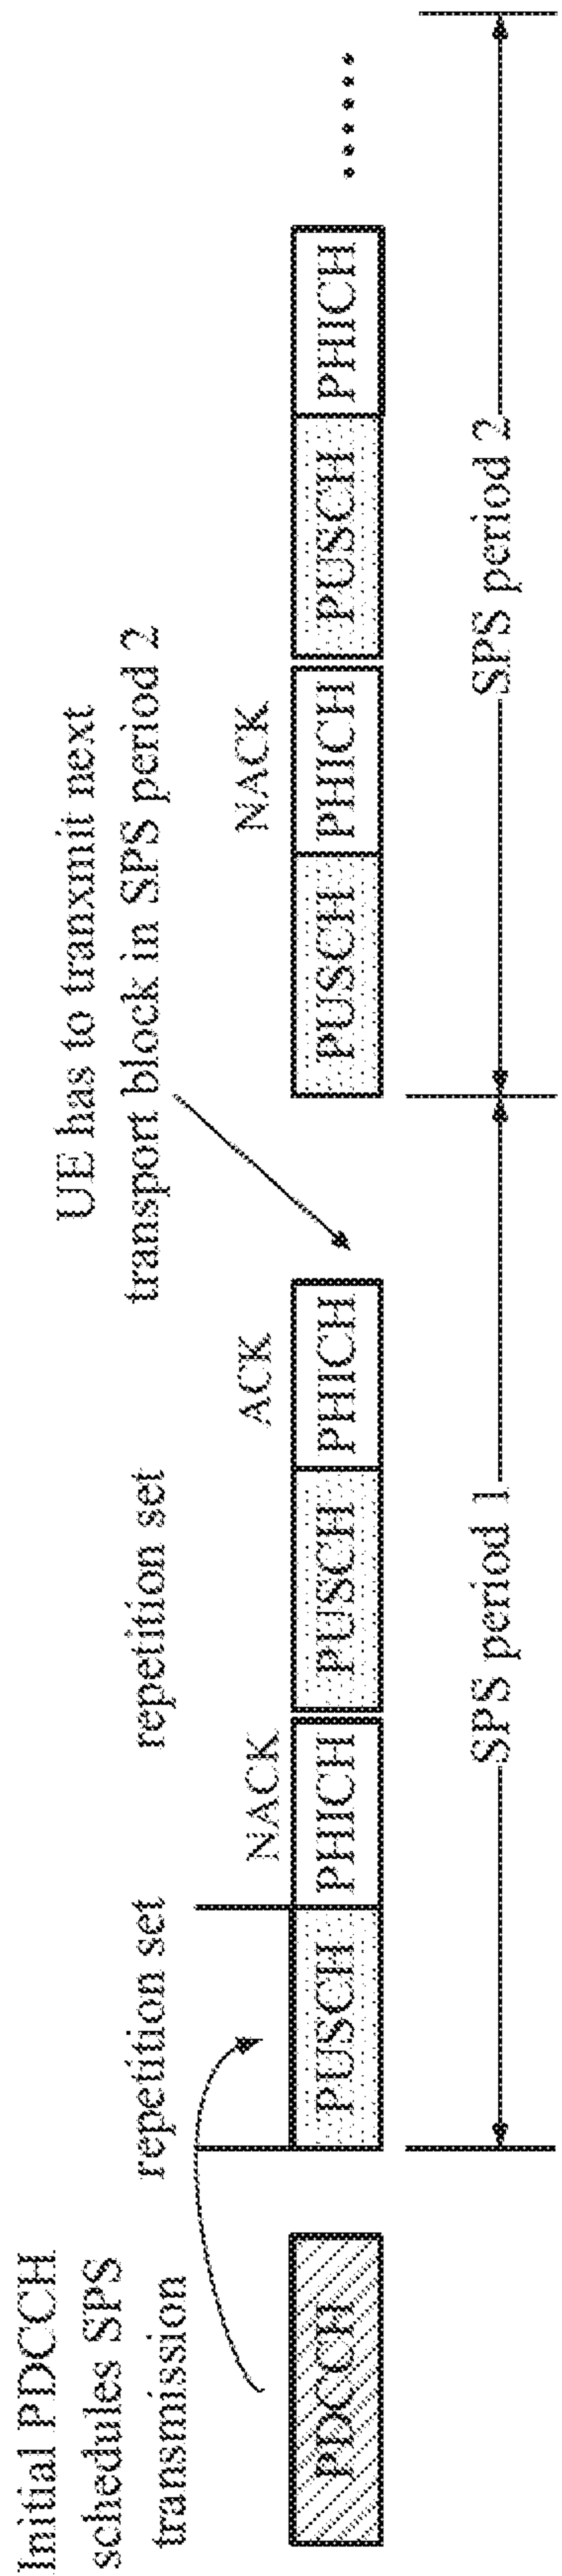 Initial PDCCH
schedules SPS
transmission
repetition set
repetition set
UE has to tranxmit next
transport block in SPS period 2
NACK
ACK
NACK
PDCCH
PUSCH
PHICH
PUSCH
PHICH
PUSCH
PHICH
PUSCH
PHICH
SPS period 1
SPS period 2